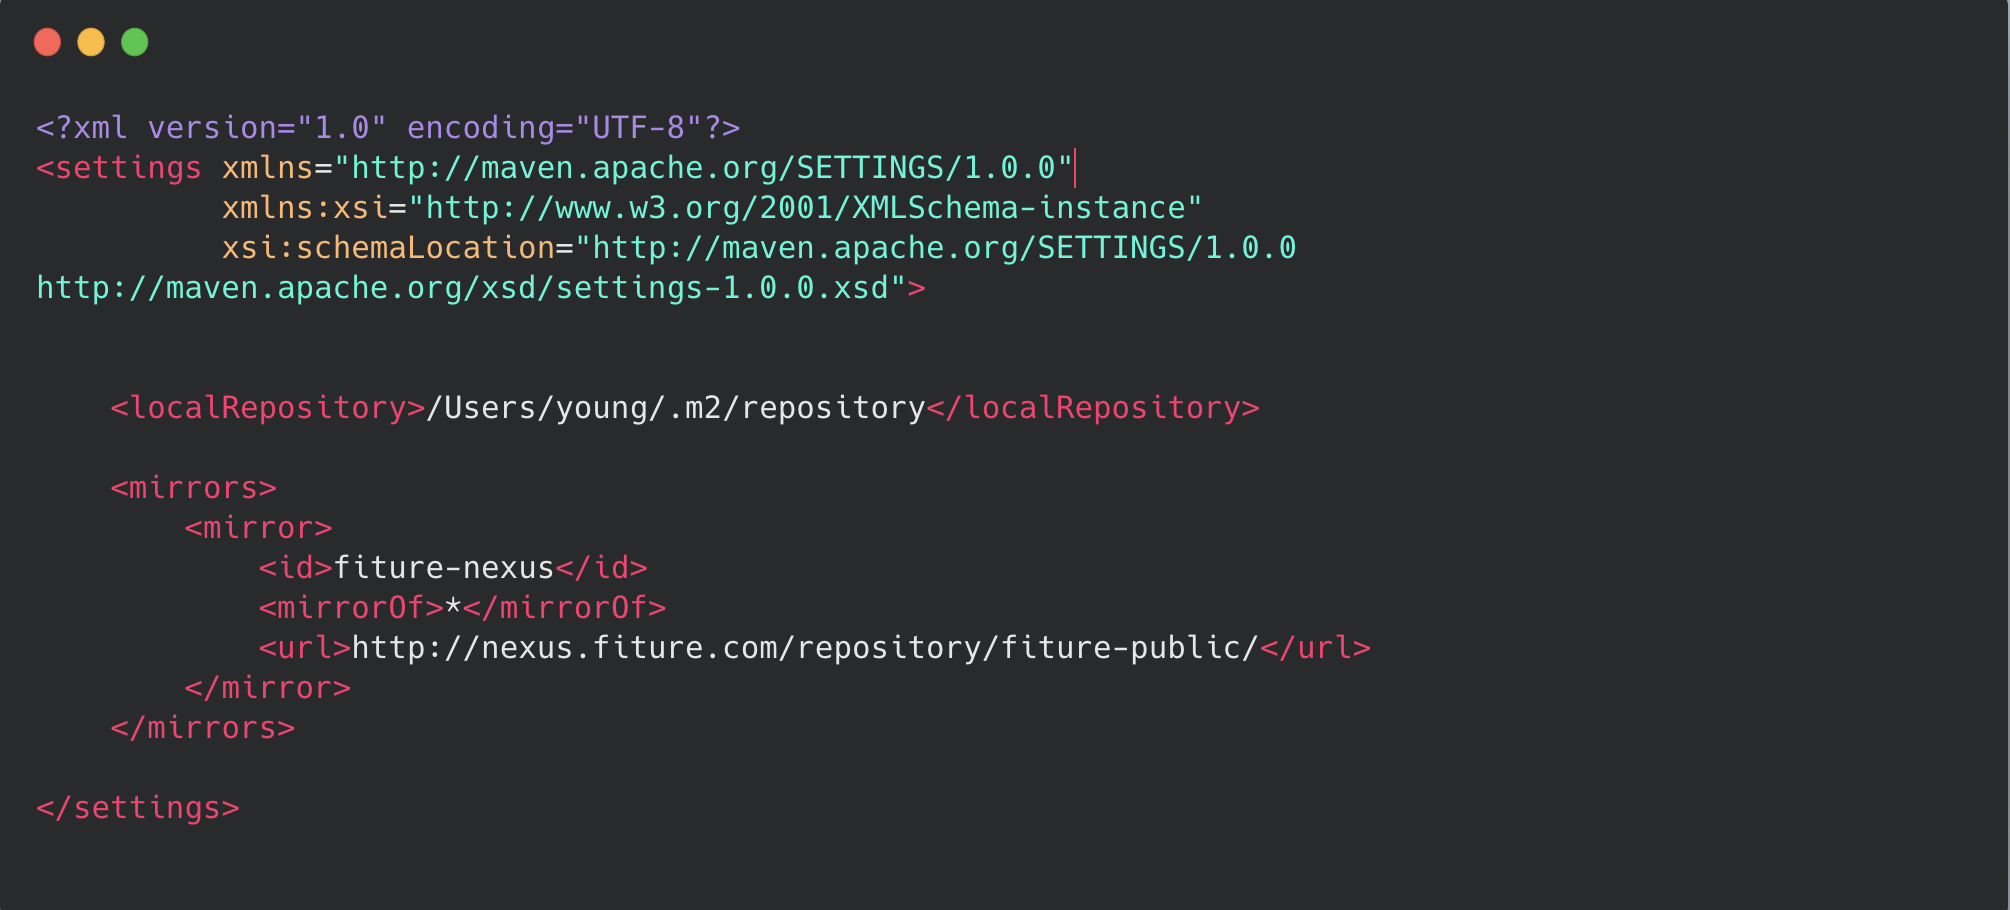 <?xml version="1.0" encoding="UTF-8"?>
<settings xmlns="http://maven.apache.org/SETTINGS/1.0.0"
xmlns:xsi="http://www.w3.org/2001/XMLSchema-instance"
xsi:schemaLocation="http://maven.apache.org/SETTINGS/1.0.0
http://maven.apache.org/xsd/settings-1.0.0.xsd">
<localRepository>/Users/young/.m2/repository</localRepository>
<mirrors>
<mirror>
<id>fiture-nexus</id>
<mirrorOf>*</mirrorOf>
<url>http://nexus.fiture.com/repository/fiture-public/</url>
</mirror>
</mirrors>
</settings>